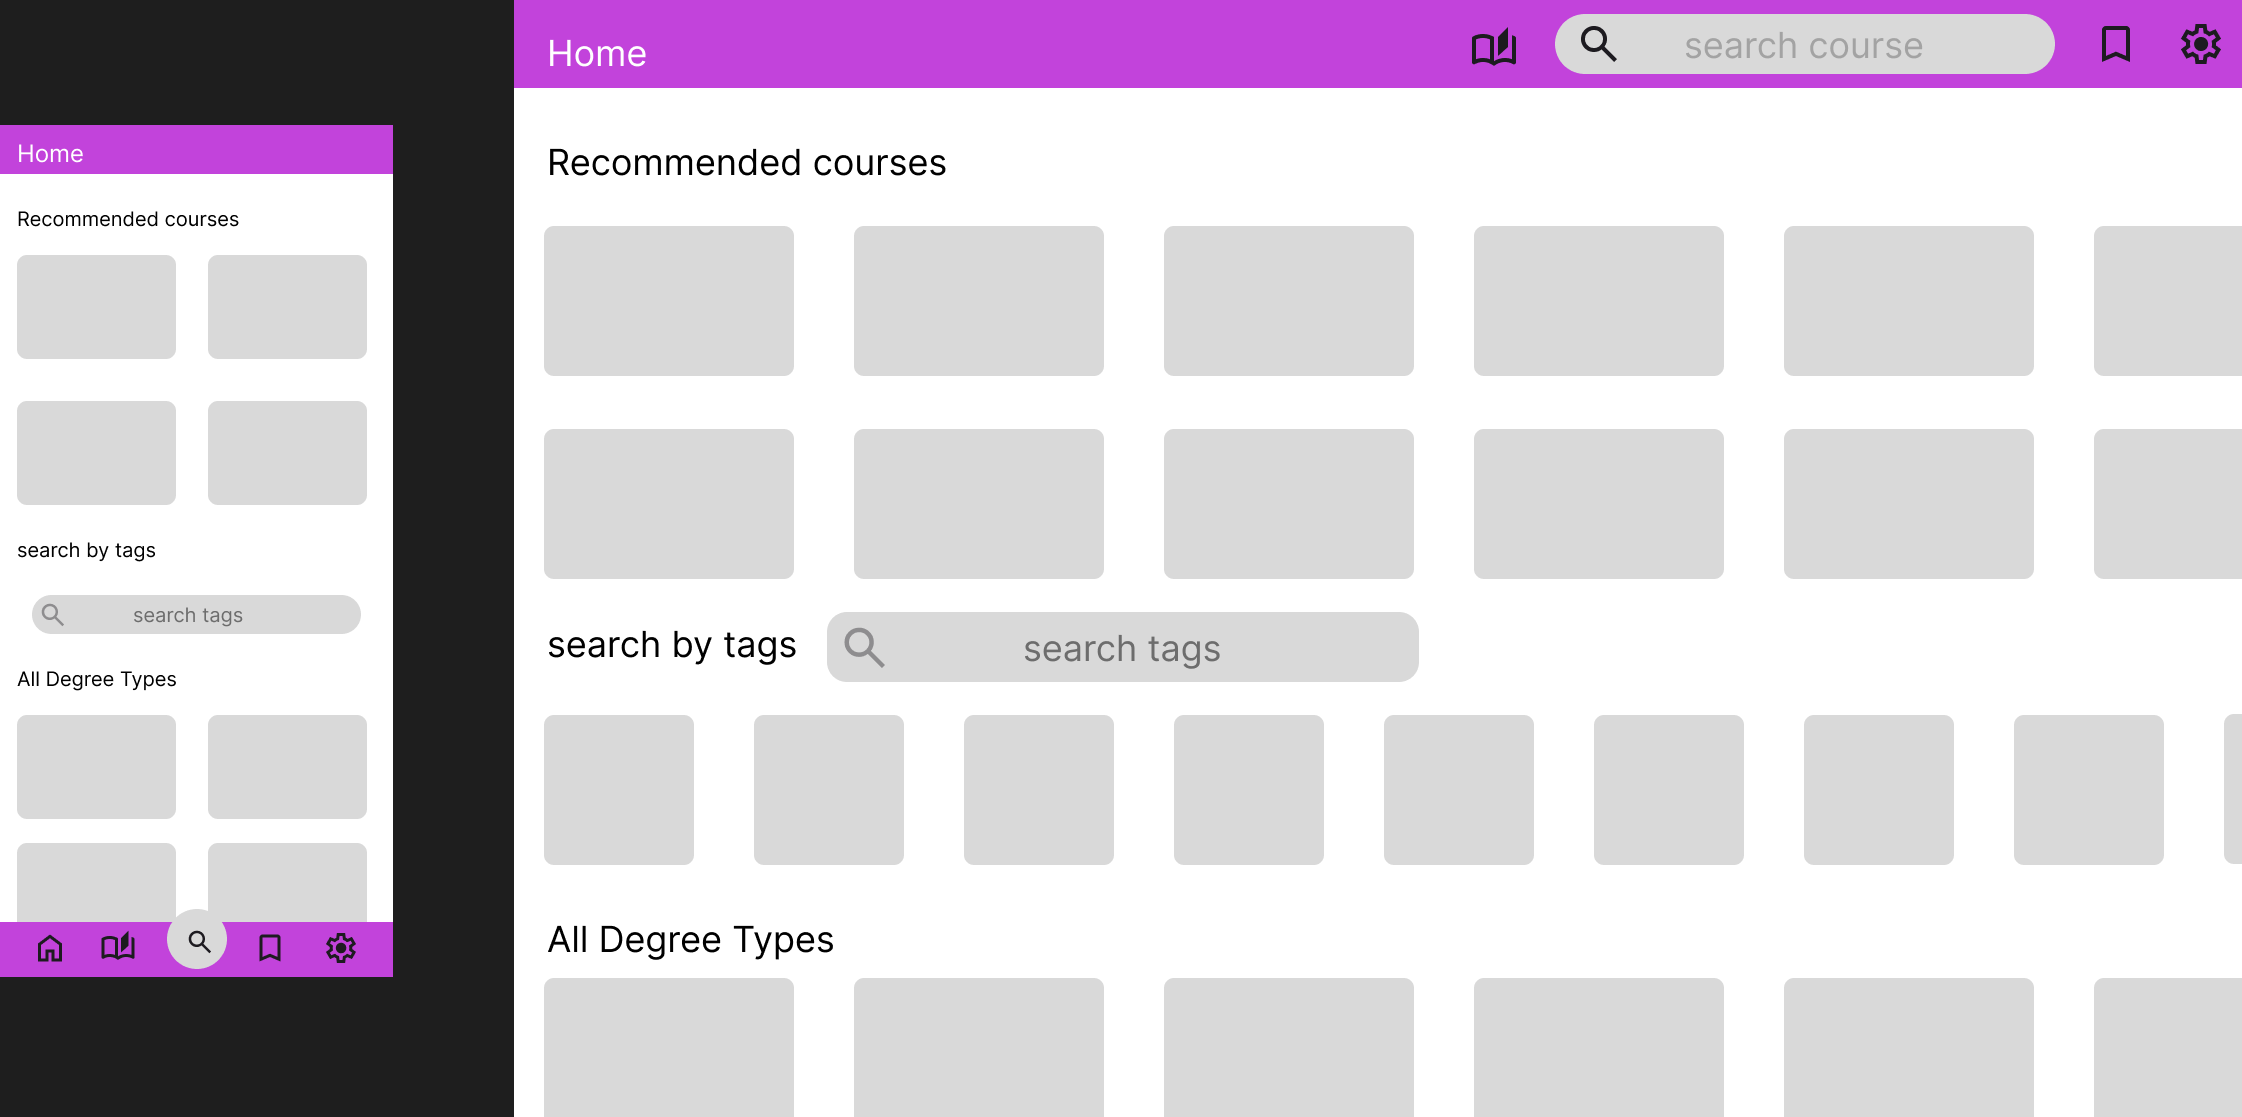 Home
Recommended courses
search by tags
search tags
All Degree Types
Home
search course
Recommended courses
search by tags
search tags
All Degree Types